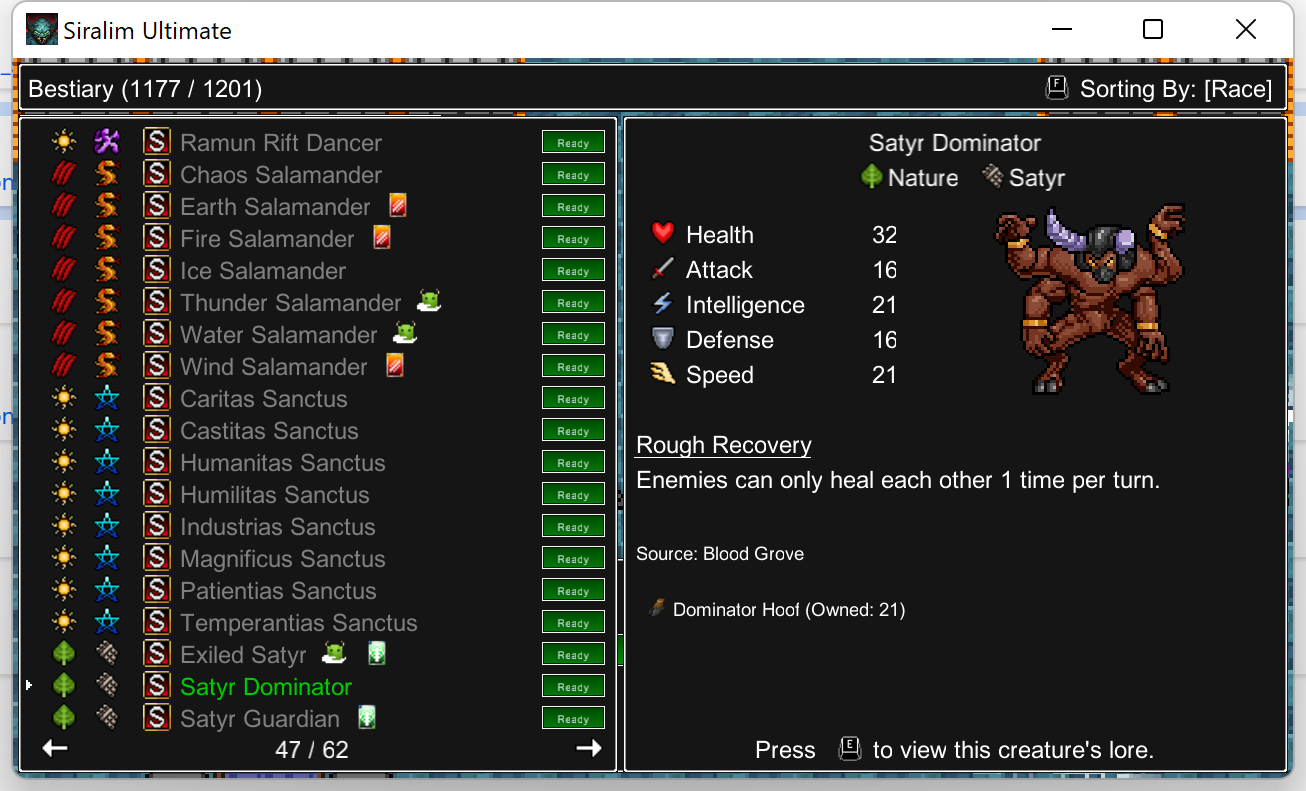 Siralim Ultimate
Bestiary (1177 / 1201)
F Sorting By: [Race]
S Ramun Rift Dancer Ready
S Chaos Salamander Ready
S Earth Salamander Ready
S Fire Salamander Ready
S Ice Salamander Ready
S Thunder Salamander Ready
S Water Salamander Ready
S Wind Salamander Ready
S Caritas Sanctus Ready
S Castitas Sanctus Ready
S Humanitas Sanctus Ready
S Humilitas Sanctus Ready
S Industrias Sanctus Ready
S Magnificus Sanctus Ready
S Patientias Sanctus Ready
S Temperantias Sanctus Ready
S Exiled Satyr Ready
S Satyr Dominator Ready
S Satyr Guardian Ready
47 / 62
Satyr Dominator
Nature Satyr
Health 32
Attack 16
Intelligence 21
Defense 16
Speed 21
Rough Recovery
Enemies can only heal each other 1 time per turn.
Source: Blood Grove
Dominator Hoof (Owned: 21)
Press E to view this creature's lore.